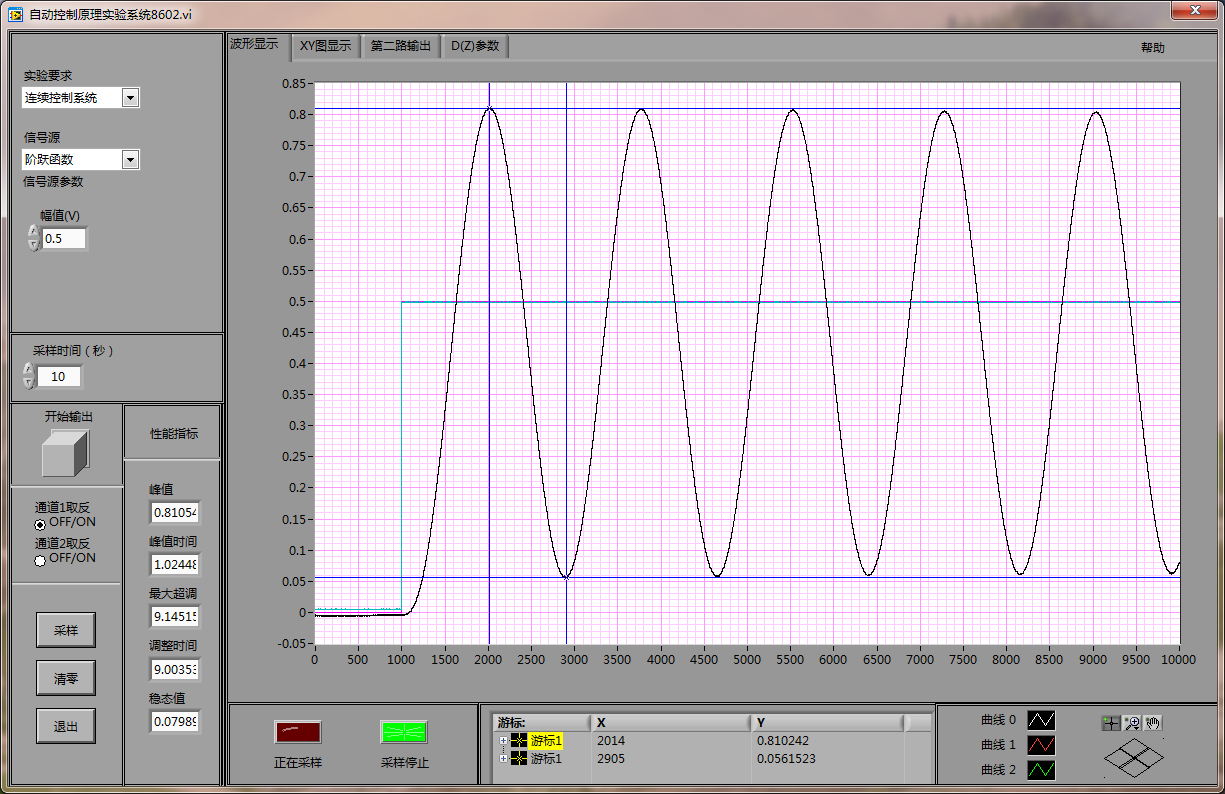 自动控制原理实验系统8602.vi
波形显示 XY图显示 第二路输出 D(Z)参数 帮助
实验要求
连续控制系统
信号源
阶跃函数
信号源参数
幅值(V)
0.5
采样时间（秒）
10
开始输出
性能指标
通道1取反
OFF/ON
通道2取反
OFF/ON
采样
清零
退出
峰值
0.81054
峰值时间
1.02448
最大超调
9.14515
调整时间
9.00353
稳态值
0.07989
0.85
0.8
0.75
0.7
0.65
0.6
0.55
0.5
0.45
0.4
0.35
0.3
0.25
0.2
0.15
0.1
0.05
0
-0.05
0 500 1000 1500 2000 2500 3000 3500 4000 4500 5000 5500 6000 6500 7000 7500 8000 8500 9000 9500 10000
正在采样
采样停止
游标: X Y
游标1 2014 0.810242
游标1 2905 0.0561523
曲线 0
曲线 1
曲线 2